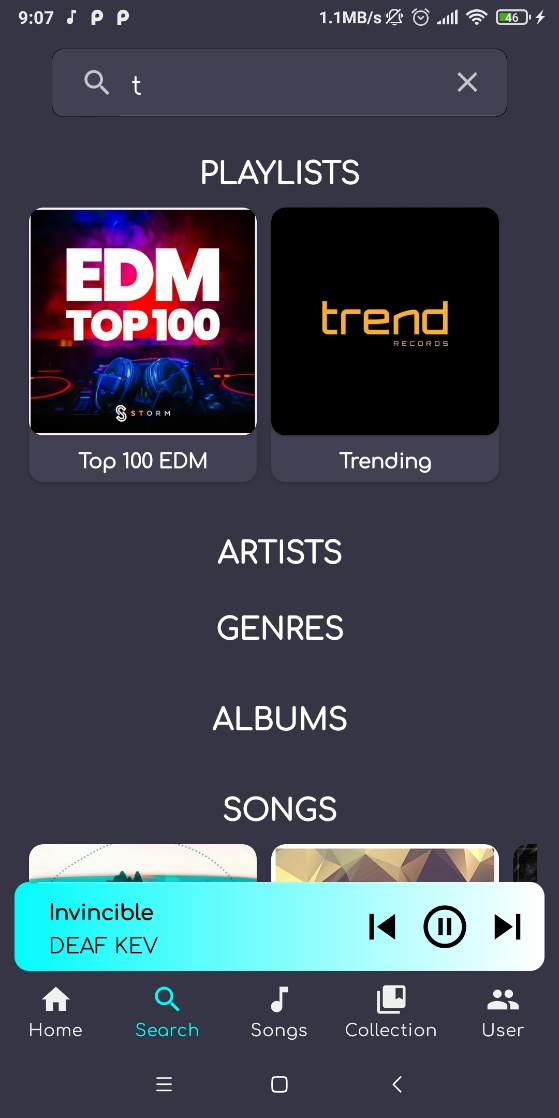 9:07 1.1MB/s 46
t
PLAYLISTS
EDM
TOP 100
STORM
trend
RECORDS
Top 100 EDM
Trending
ARTISTS
GENRES
ALBUMS
SONGS
Invincible
DEAF KEV
Home Search Songs Collection User